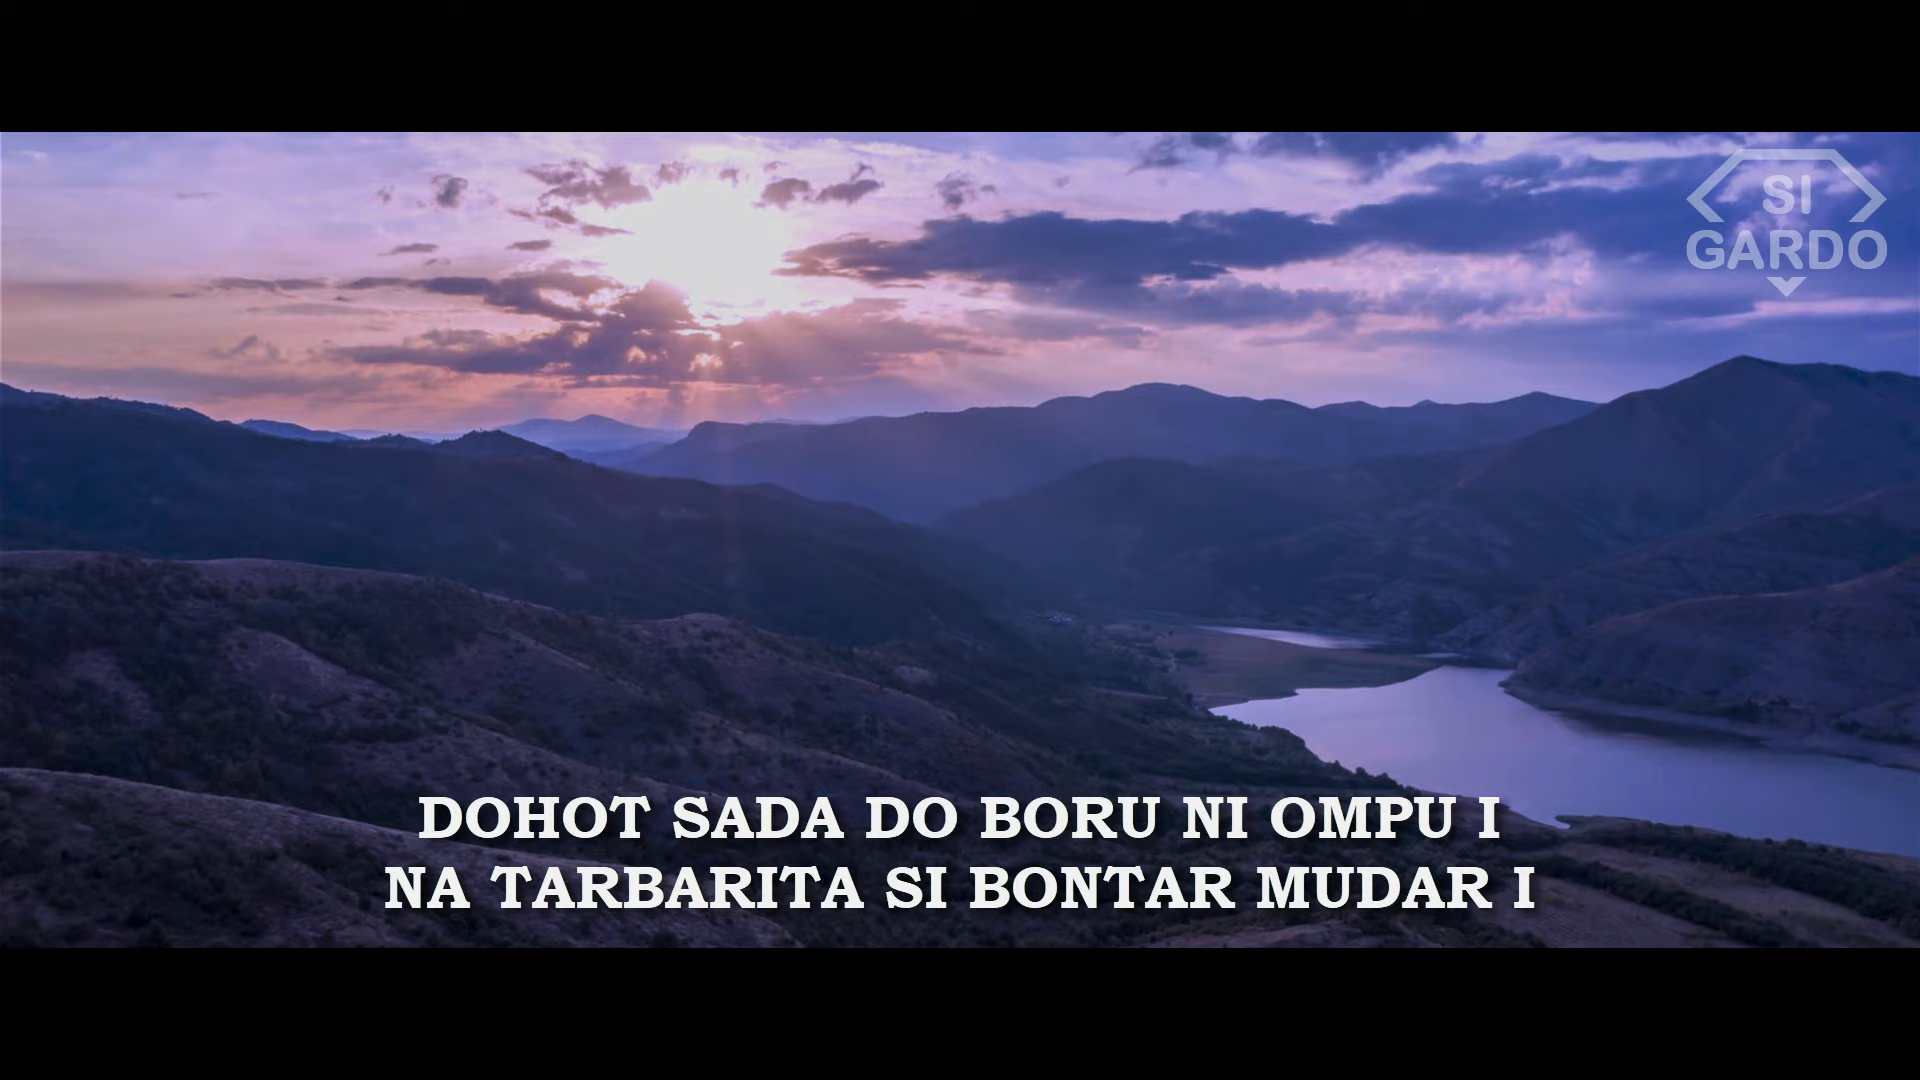 SI
GARDO
DOHOT SADA DO BORU NI OMPU I
NA TARBARITA SI BONTAR MUDAR I